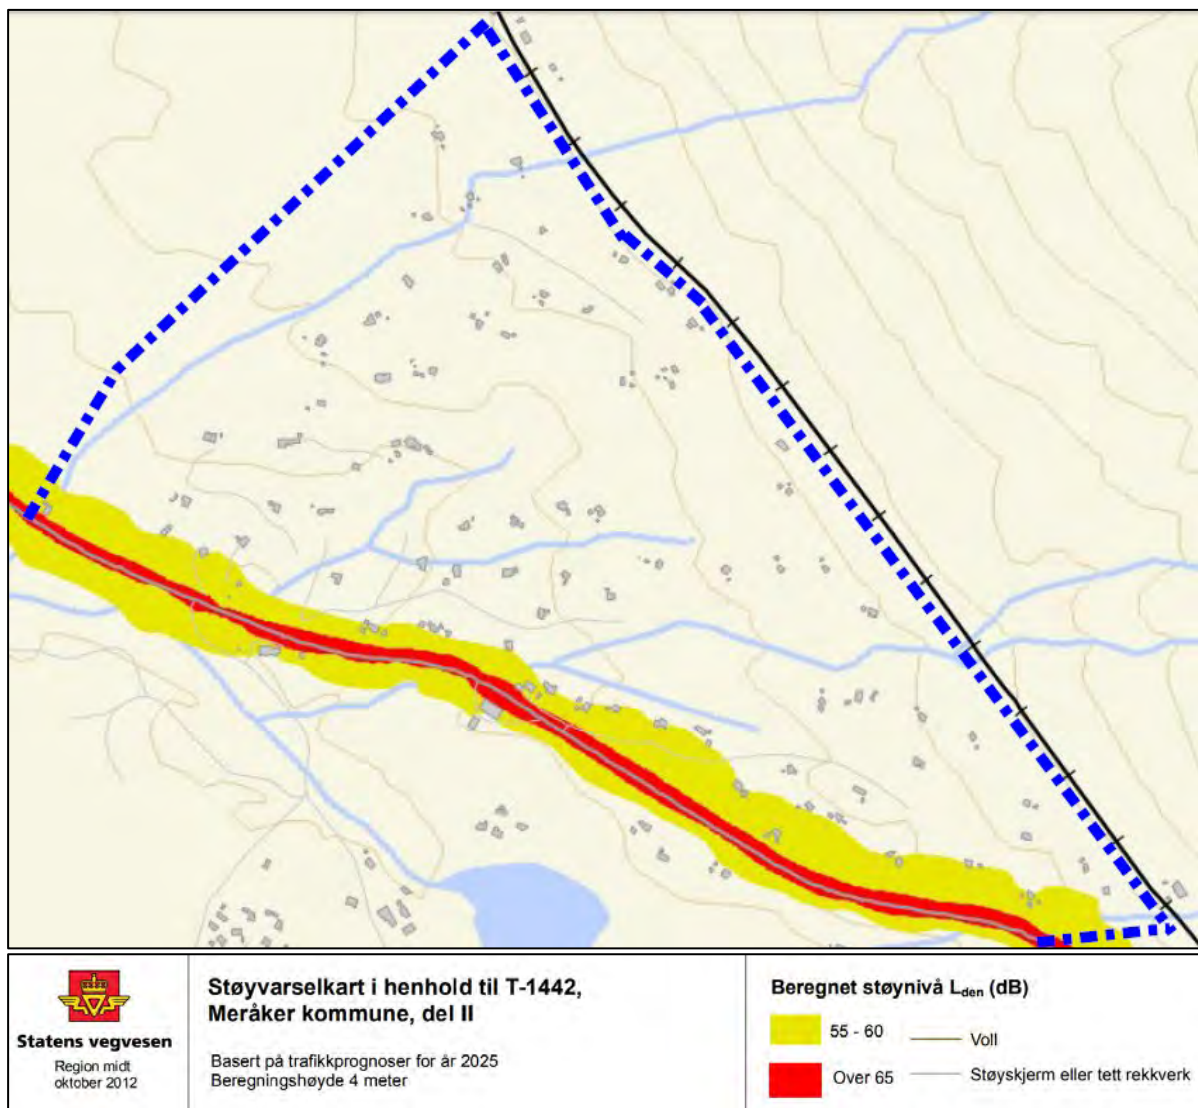 Statens vegvesen
Region midt
oktober 2012
Støyvarselkart i henhold til T-1442,
Meråker kommune, del II
Basert på trafikkprognoser for år 2025
Beregningshøyde 4 meter
Beregnet støynivå Lden (dB)
55 - 60
Voll
Over 65
Støyskjerm eller tett rekkverk